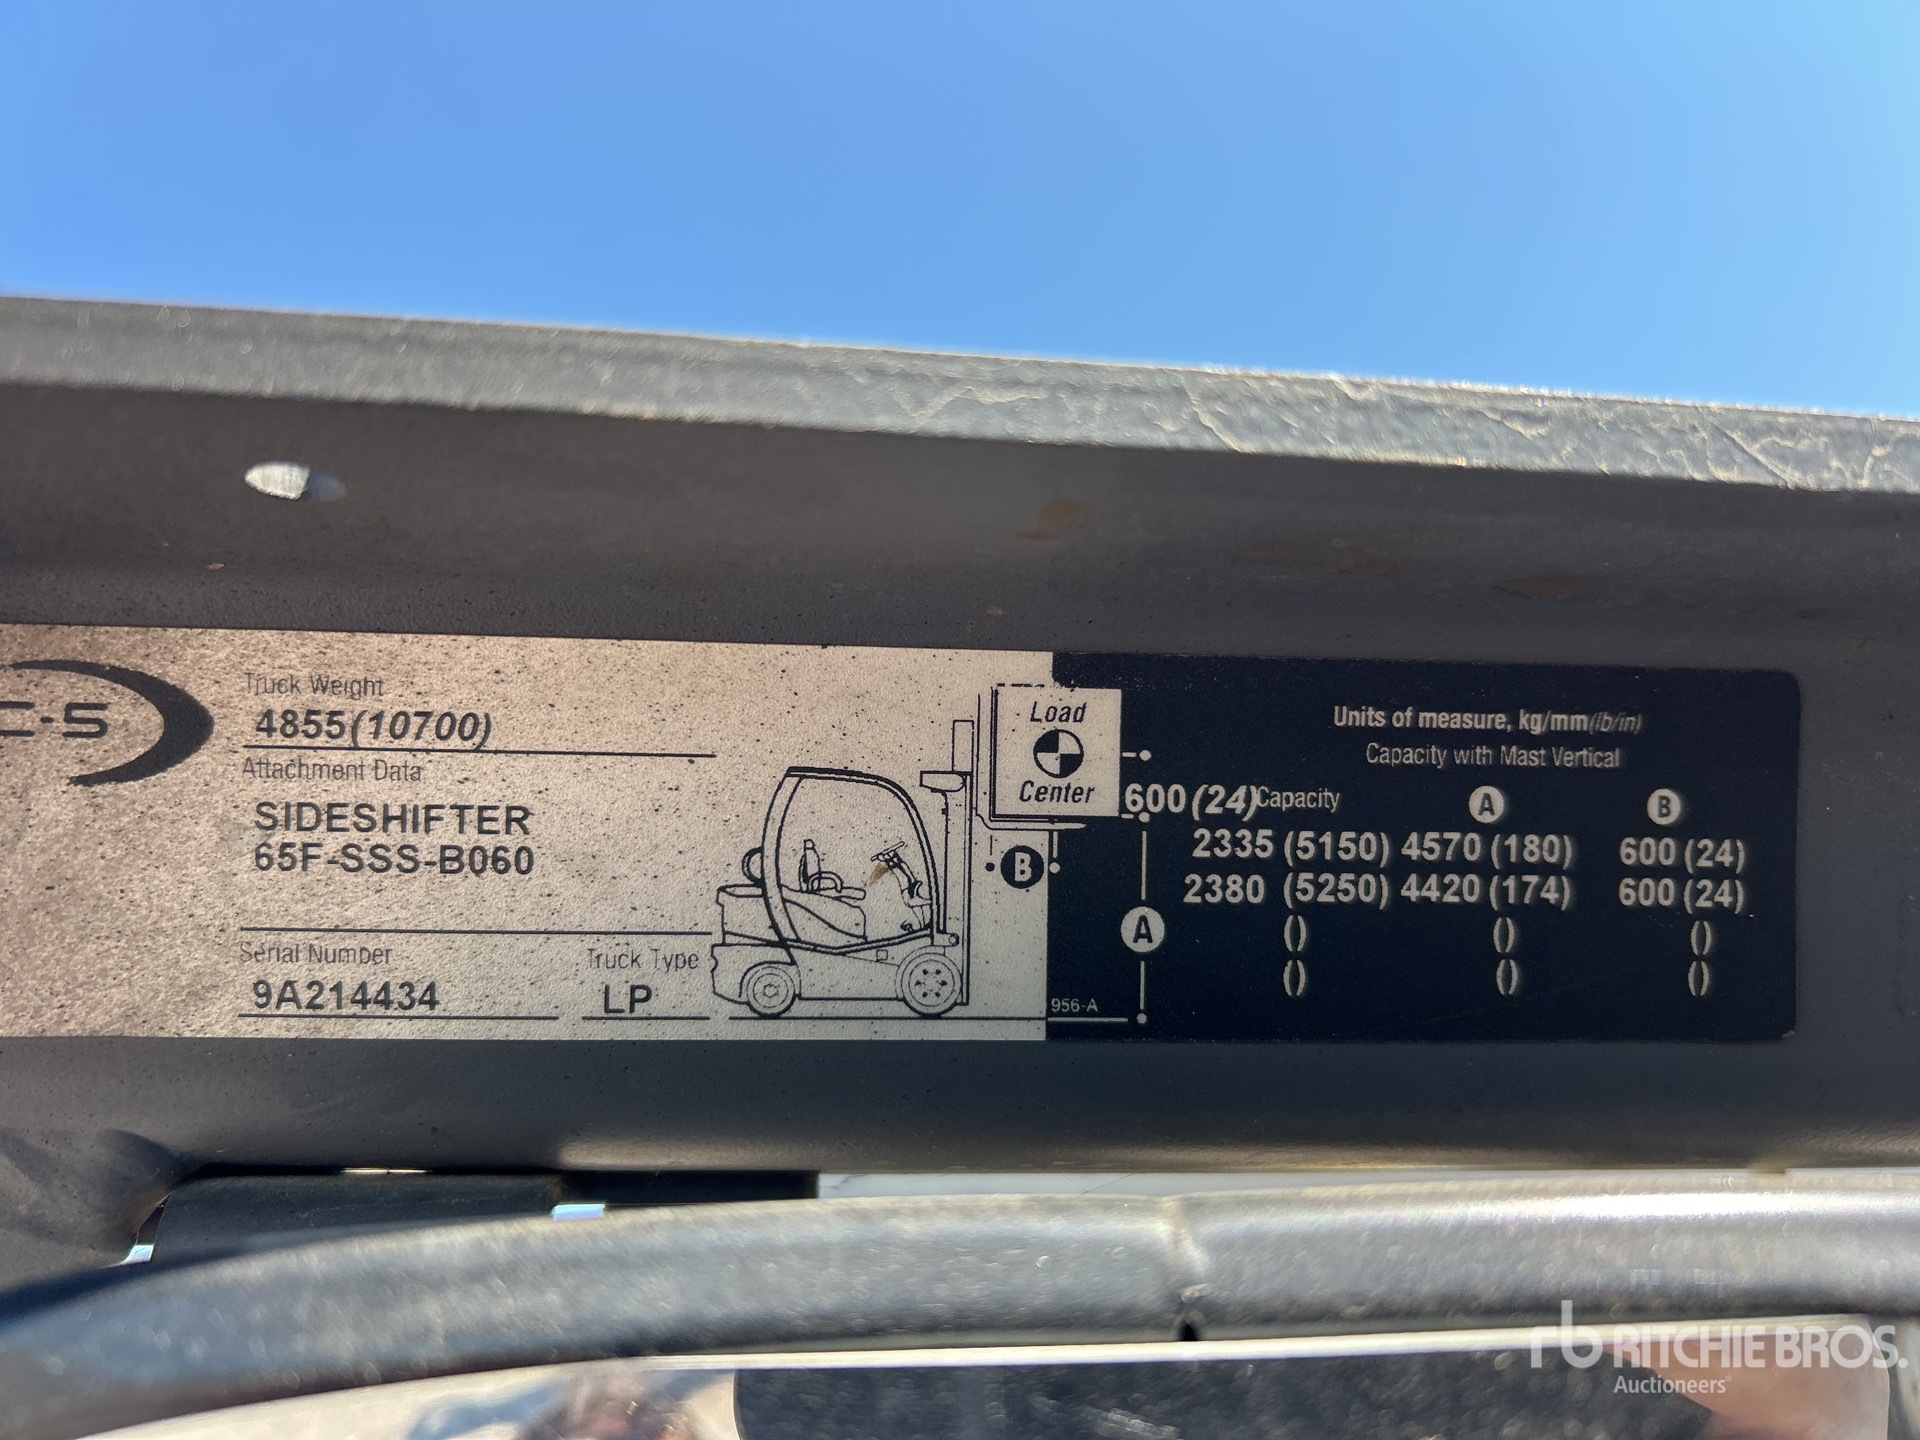 C-5
Truck Weight
4855(10700)
Attachment Data
SIDESHIFTER
65F-SSS-B060
Serial Number
9A214434
Truck Type
LP
Load
Center
600 (24)
B
A
956-A
Units of measure, kg/mm(lb/in)
Capacity with Mast Vertical
Capacity A B
2335 (5150) 4570 (180) 600 (24)
2380 (5250) 4420 (174) 600 (24)
() () ()
() () ()
rb RITCHIE BROS.
Auctioneers